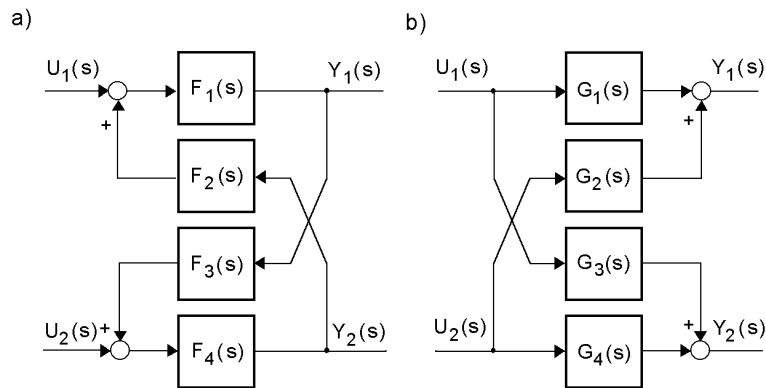 a)
U1(s)
F1(s)
Y1(s)
+
F2(s)
F3(s)
U2(s)
+
F4(s)
Y2(s)
b)
U1(s)
G1(s)
Y1(s)
+
G2(s)
G3(s)
U2(s)
+
G4(s)
Y2(s)